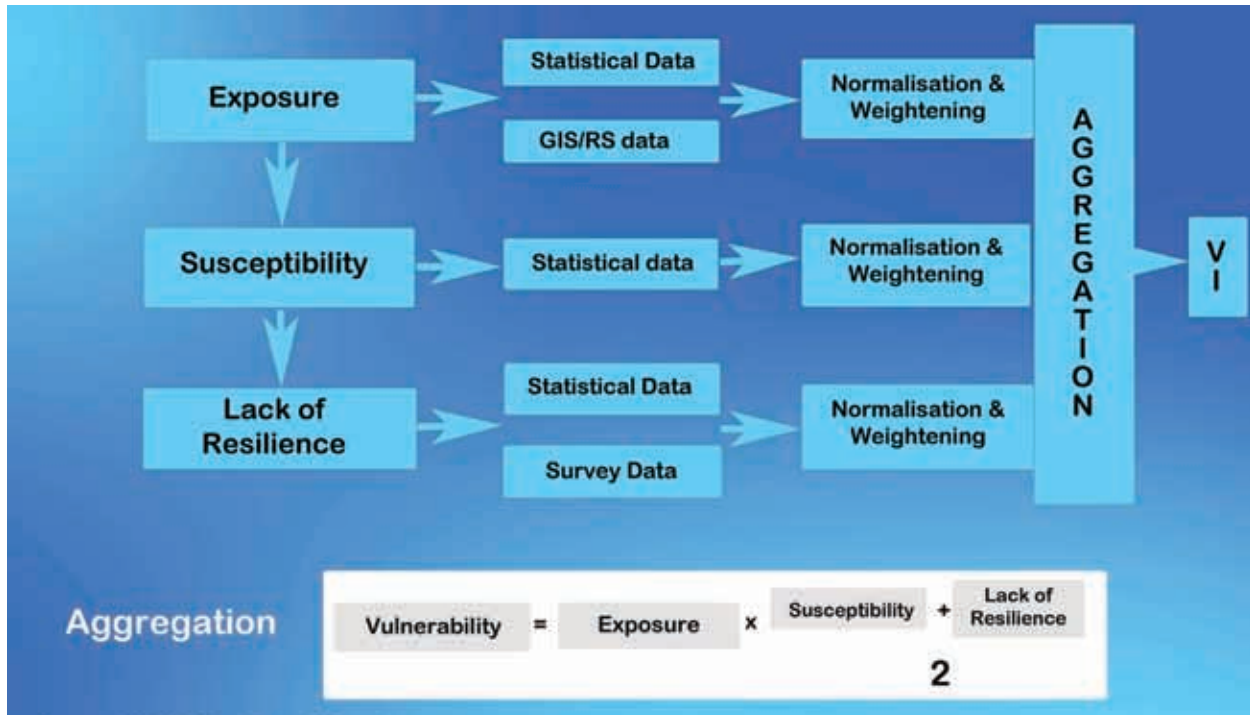 Exposure
Statistical Data
GIS/RS data
Normalisation &
Weightening
Susceptibility
Statistical data
Normalisation &
Weightening
Lack of
Resilience
Statistical Data
Survey Data
Normalisation &
Weightening
AGGREGATION
VI
Aggregation
Vulnerability = Exposure x Susceptibility + Lack of
Resilience
2